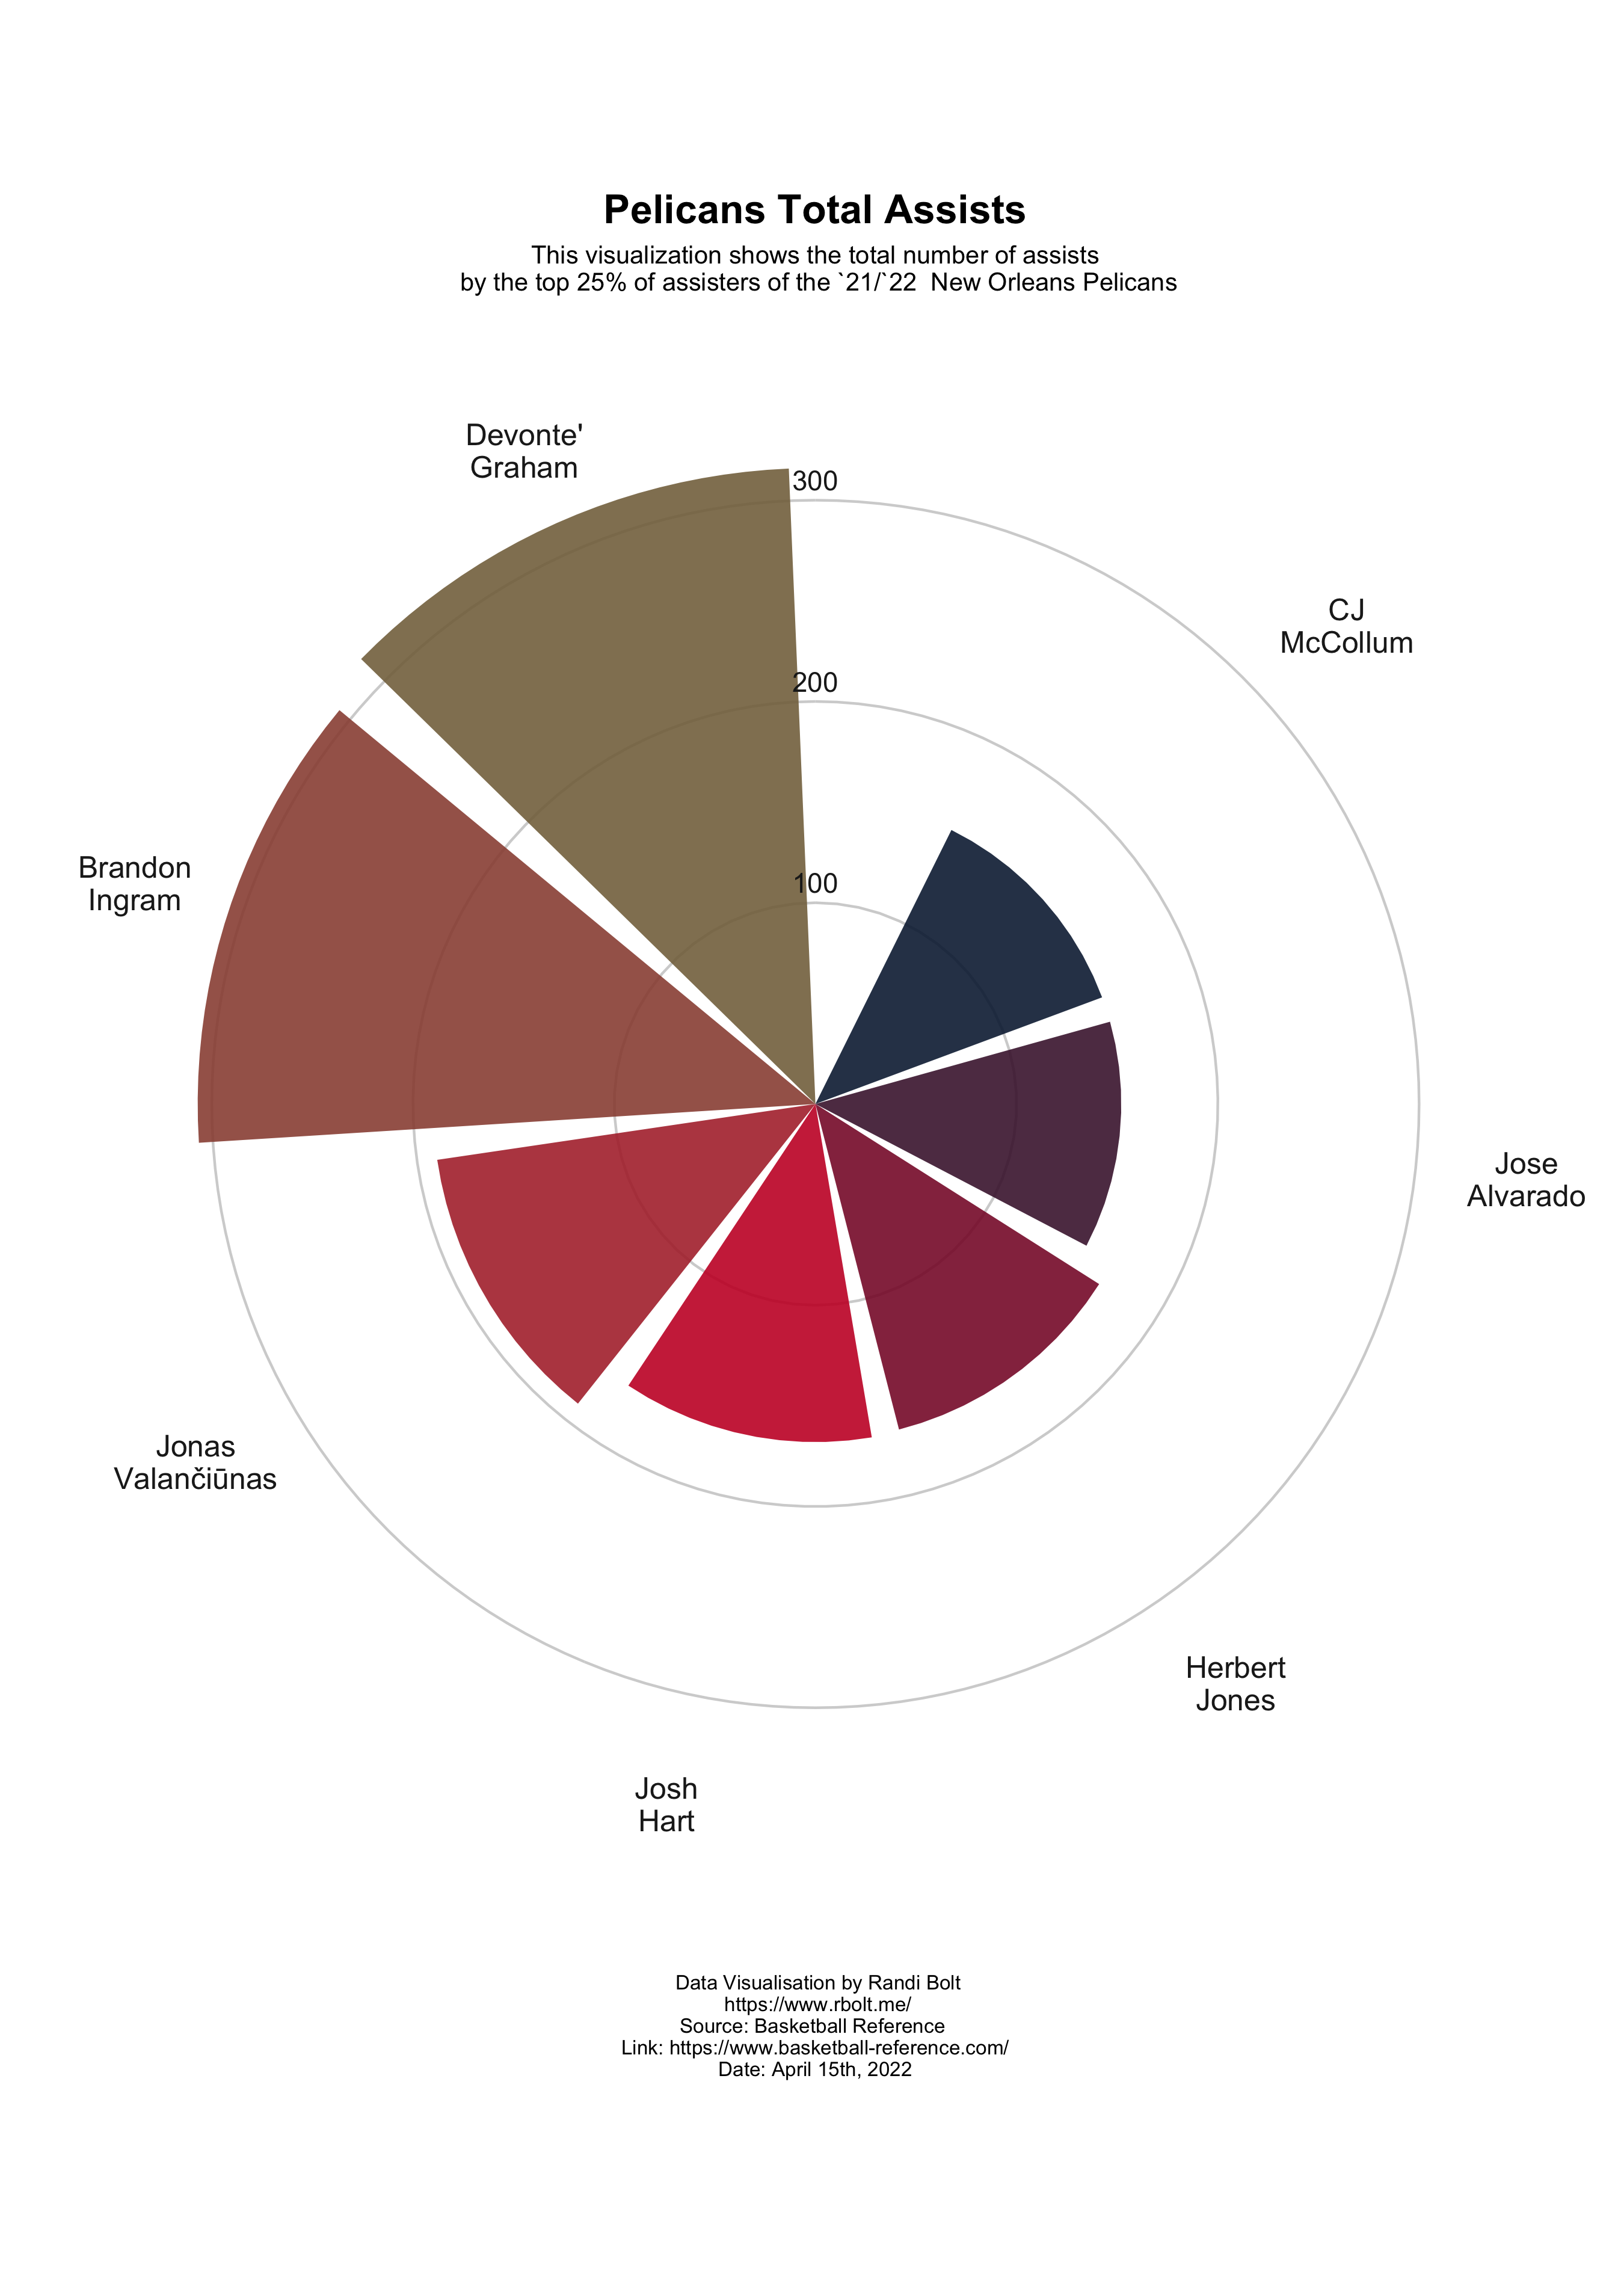 Pelicans Total Assists
This visualization shows the total number of assists
by the top 25% of assisters of the `21/`22  New Orleans Pelicans
Devonte'
Graham
300
CJ
McCollum
200
Brandon
Ingram
100
Jose
Alvarado
Jonas
Valančiūnas
Herbert
Jones
Josh
Hart
Data Visualisation by Randi Bolt
https://www.rbolt.me/
Source: Basketball Reference
Link: https://www.basketball-reference.com/
Date: April 15th, 2022